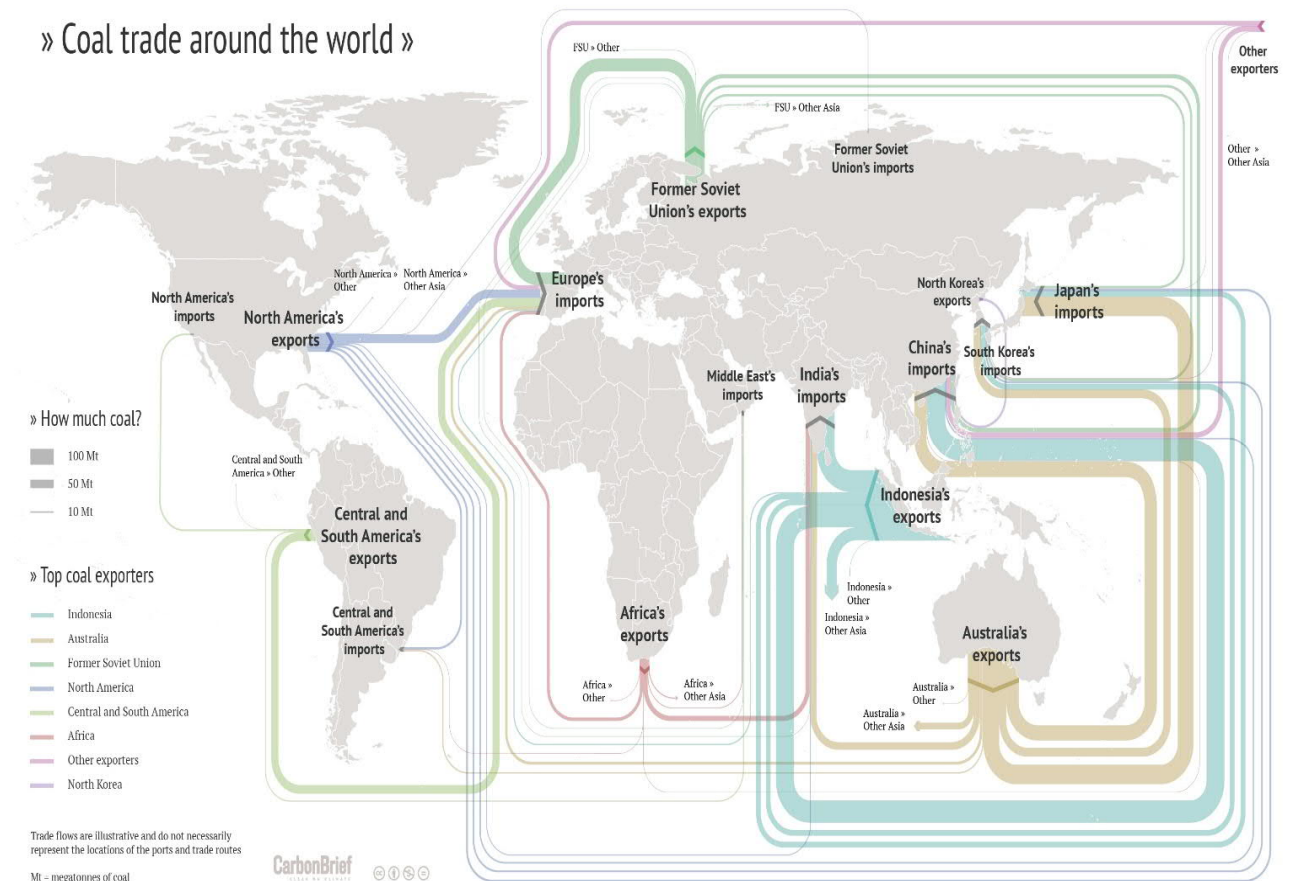 » Coal trade around the world »
FSU » Other
Other
exporters
FSU » Other Asia
Former Soviet
Union's imports
Other »
Other Asia
Former Soviet
Union's exports
North America »
Other
North America »
Other Asia
Europe's
imports
North Korea's
exports
Japan's
imports
North America's
imports
North America's
exports
China's
imports
South Korea's
imports
Middle East's
imports
India's
imports
» How much coal?
100 Mt
50 Mt
10 Mt
Central and South
America » Other
Central and
South America's
exports
Indonesia's
exports
» Top coal exporters
Indonesia
Australia
Former Soviet Union
North America
Central and South America
Africa
Other exporters
North Korea
Indonesia »
Other
Indonesia »
Other Asia
Central and
South America's
imports
Africa's
exports
Australia's
exports
Africa »
Other
Africa »
Other Asia
Australia »
Other
Australia »
Other Asia
Trade flows are illustrative and do not necessarily
represent the locations of the ports and trade routes
Mt = megatonnes of coal
CarbonBrief
CLEAR ON CLIMATE